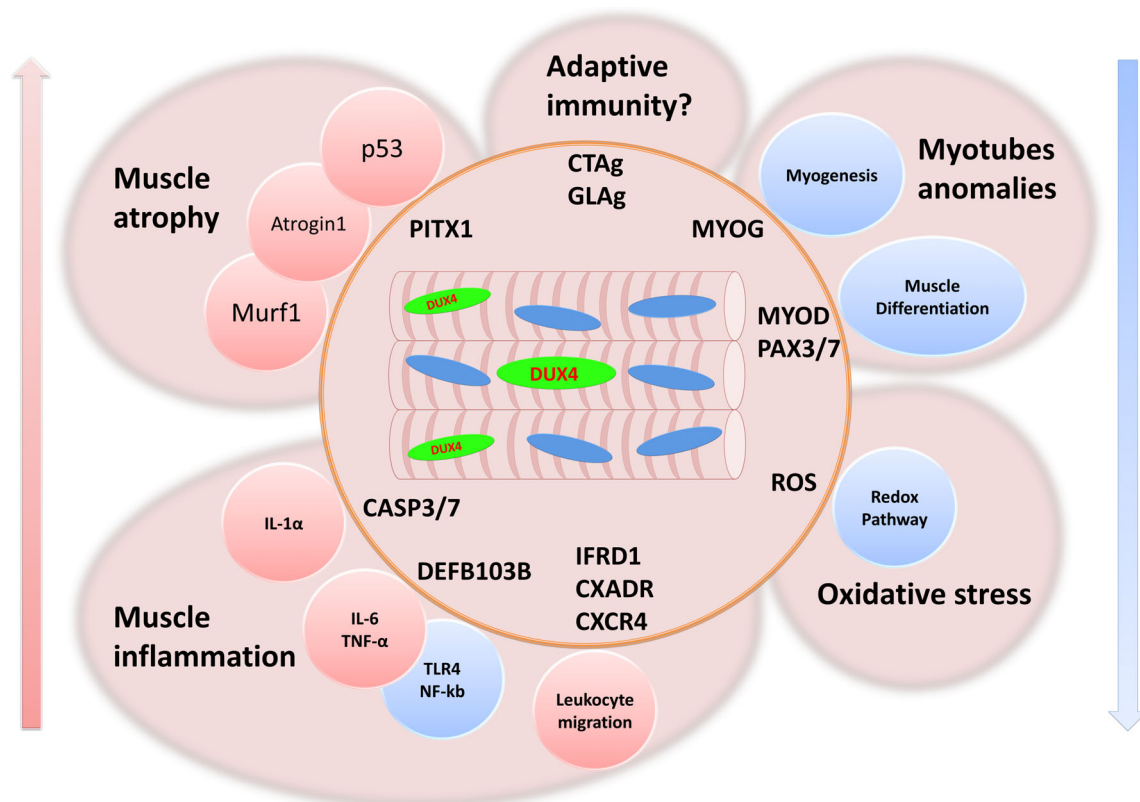 Adaptive
immunity?
Muscle
atrophy
p53
Atrogin1
Murf1
Myotubes
anomalies
Myogenesis
Muscle
Differentiation
CTAg
GLAg
PITX1
MYOG
MYOD
PAX3/7
DUX4
DUX4
DUX4
ROS
CASP3/7
DEFB103B
IFRD1
CXADR
CXCR4
Redox
Pathway
Oxidative stress
Muscle
inflammation
IL-1α
IL-6
TNF-α
TLR4
NF-kb
Leukocyte
migration